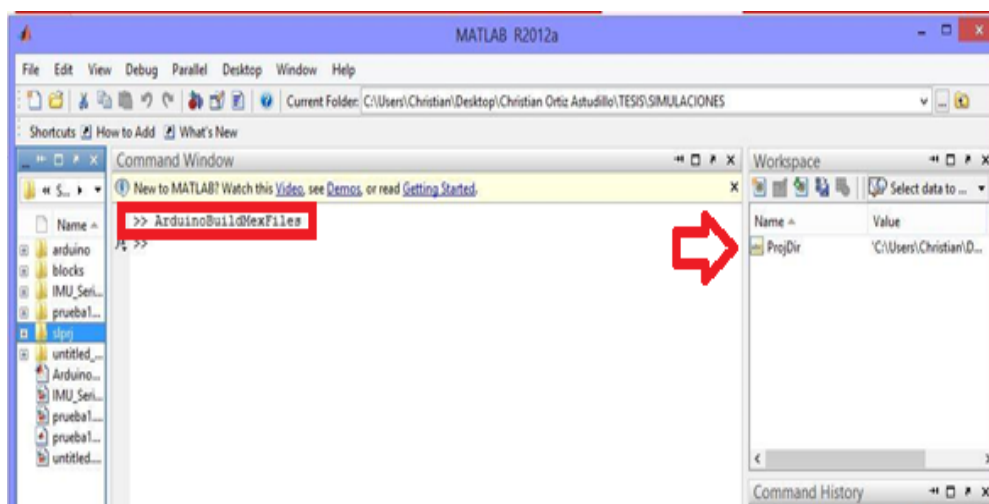 MATLAB R2012a
File Edit View Debug Parallel Desktop Window Help
Current Folder: C:\Users\Christian\Desktop\Christian Ortiz Astudillo\TESIS\SIMULACIONES
Shortcuts How to Add What's New
Command Window
Workspace
« S...
New to MATLAB? Watch this Video, see Demos, or read Getting Started.
Select data to ...
Name
>> ArduinoBuildMexFiles
Name Value
fx >>
ProjDir 'C:\Users\Christian\D...
arduino
blocks
IMU_Seri...
prueba1...
slprj
untitled_...
Arduino...
IMU_Seri...
prueba1....
prueba1...
untitled....
Command History